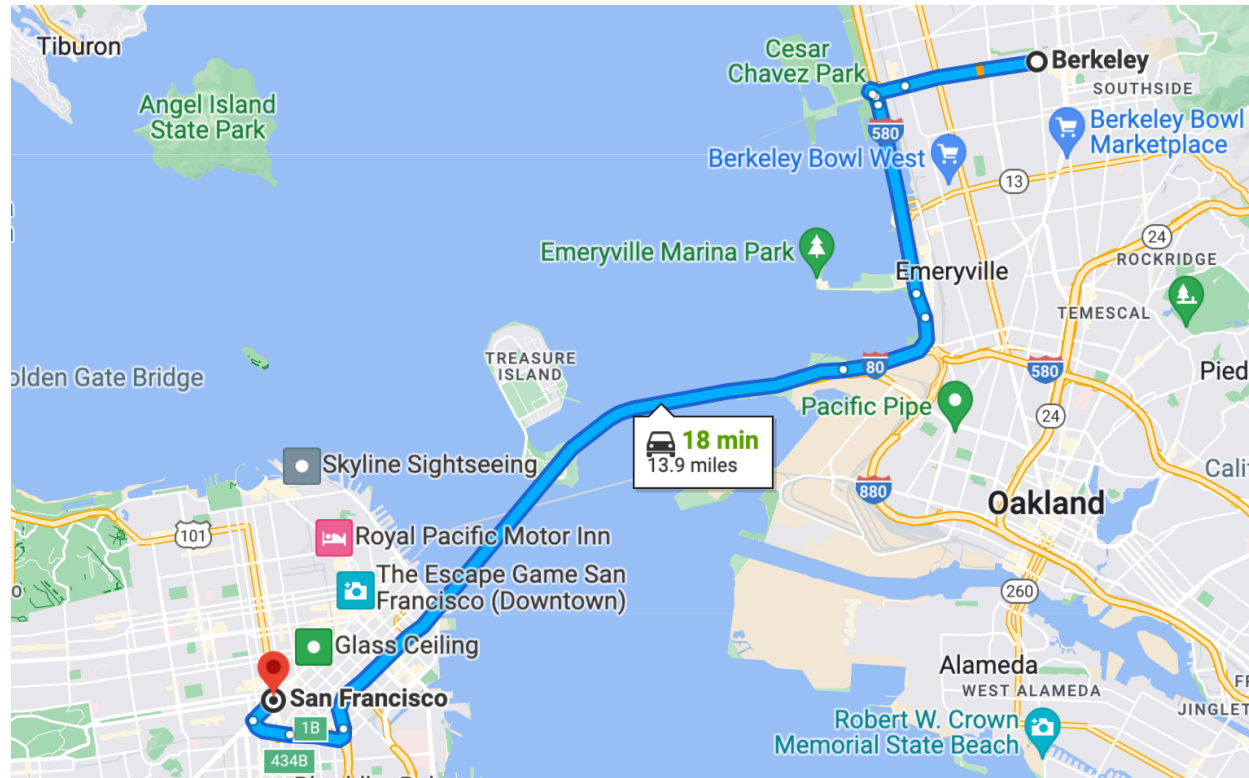 Tiburon
Cesar
Chavez Park
Berkeley
SOUTHSIDE
Angel Island
State Park
580
Berkeley Bowl
Marketplace
Berkeley Bowl West
13
24
ROCKRIDGE
Emeryville Marina Park
Emeryville
TEMESCAL
TREASURE
ISLAND
80
580
Pied
olden Gate Bridge
Pacific Pipe
24
18 min
13.9 miles
Skyline Sightseeing
Cali
880
Oakland
101
Royal Pacific Motor Inn
The Escape Game San
Francisco (Downtown)
260
Glass Ceiling
Alameda
WEST ALAMEDA
San Francisco
JINGLET
1B
Robert W. Crown
Memorial State Beach
434B